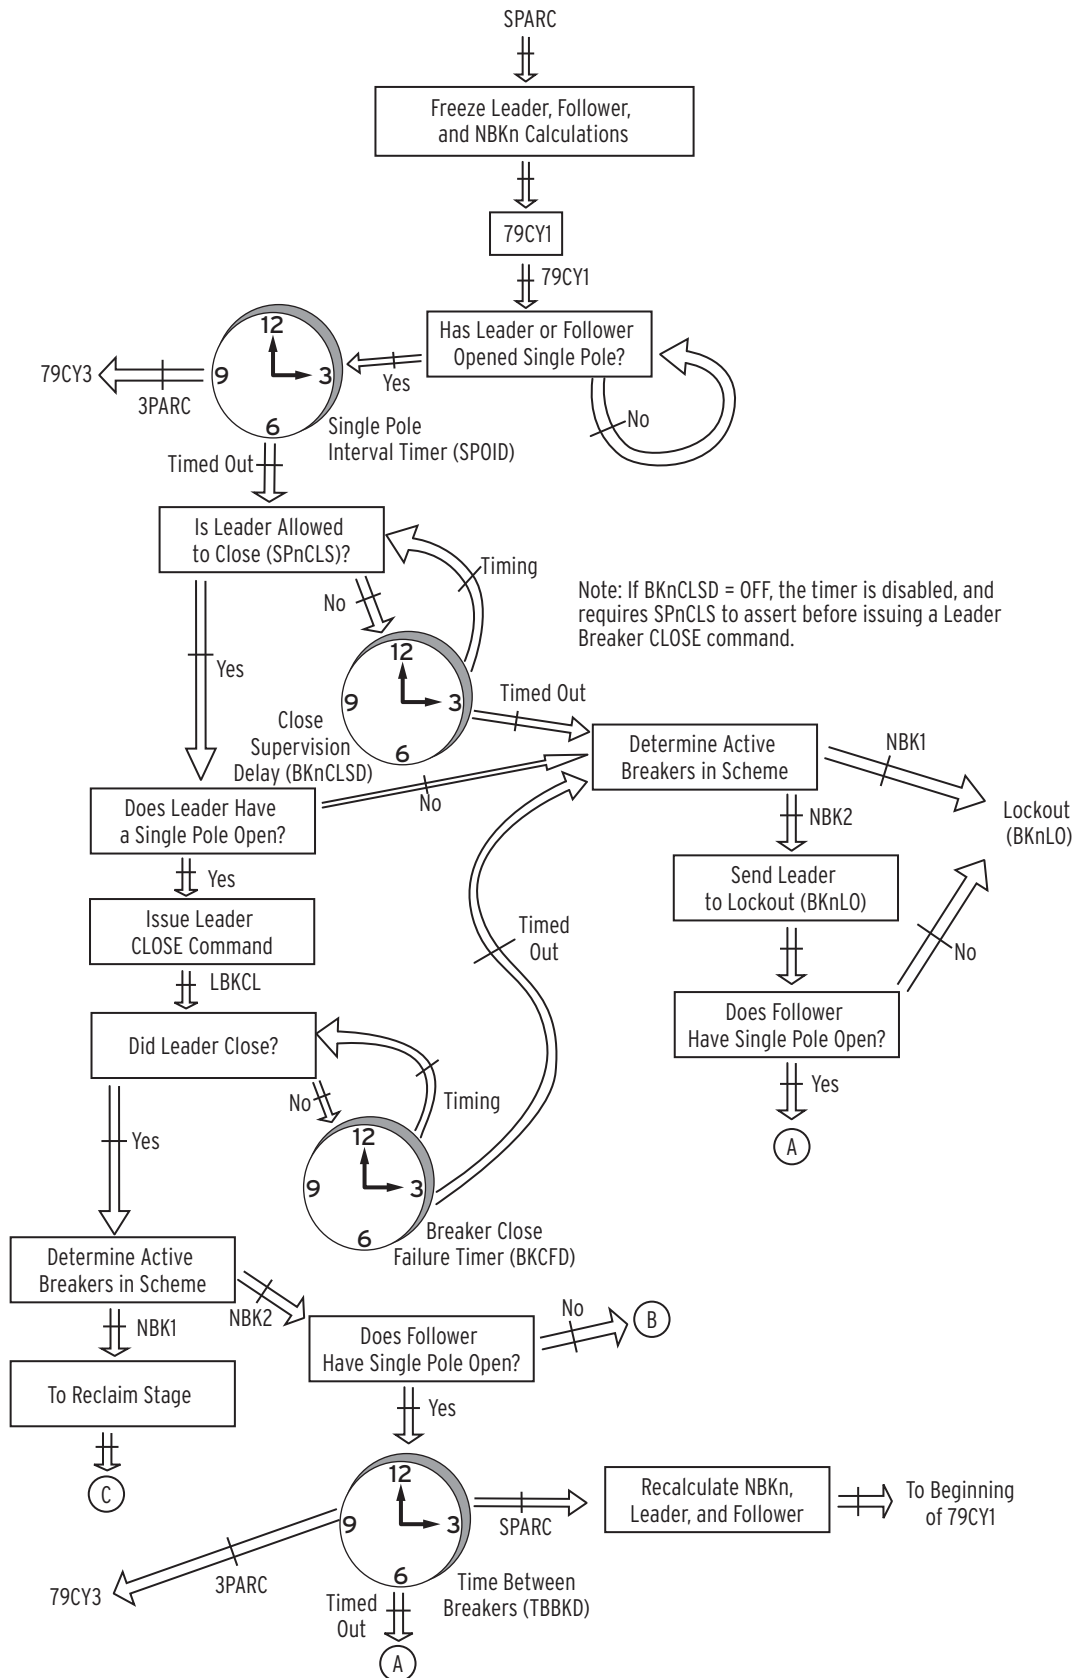 SPARC
Freeze Leader, Follower,
and NBKn Calculations
79CY1
79CY1
Has Leader or Follower
Opened Single Pole?
No
Yes
12
3
6
9
79CY3
3PARC
Single Pole
Interval Timer (SPOID)
Timed Out
Is Leader Allowed
to Close (SPnCLS)?
Timing
No
Note: If BKnCLSD = OFF, the timer is disabled, and
requires SPnCLS to assert before issuing a Leader
Breaker CLOSE command.
Yes
12
3
6
9
Close
Supervision
Delay (BKnCLSD)
Timed Out
Determine Active
Breakers in Scheme
NBK1
Lockout
(BKnLO)
NBK2
Does Leader Have
a Single Pole Open?
No
Yes
Send Leader
to Lockout (BKnLO)
Issue Leader
CLOSE Command
Timed
Out
No
LBKCL
Does Follower
Have Single Pole Open?
Did Leader Close?
Yes
A
No
Timing
Yes
12
3
6
9
Breaker Close
Failure Timer (BKCFD)
Determine Active
Breakers in Scheme
NBK1
NBK2
Does Follower
Have Single Pole Open?
No
B
To Reclaim Stage
C
Yes
12
3
6
9
SPARC
Recalculate NBKn,
Leader, and Follower
To Beginning
of 79CY1
79CY3
3PARC
Time Between
Breakers (TBBKD)
Timed
Out
A